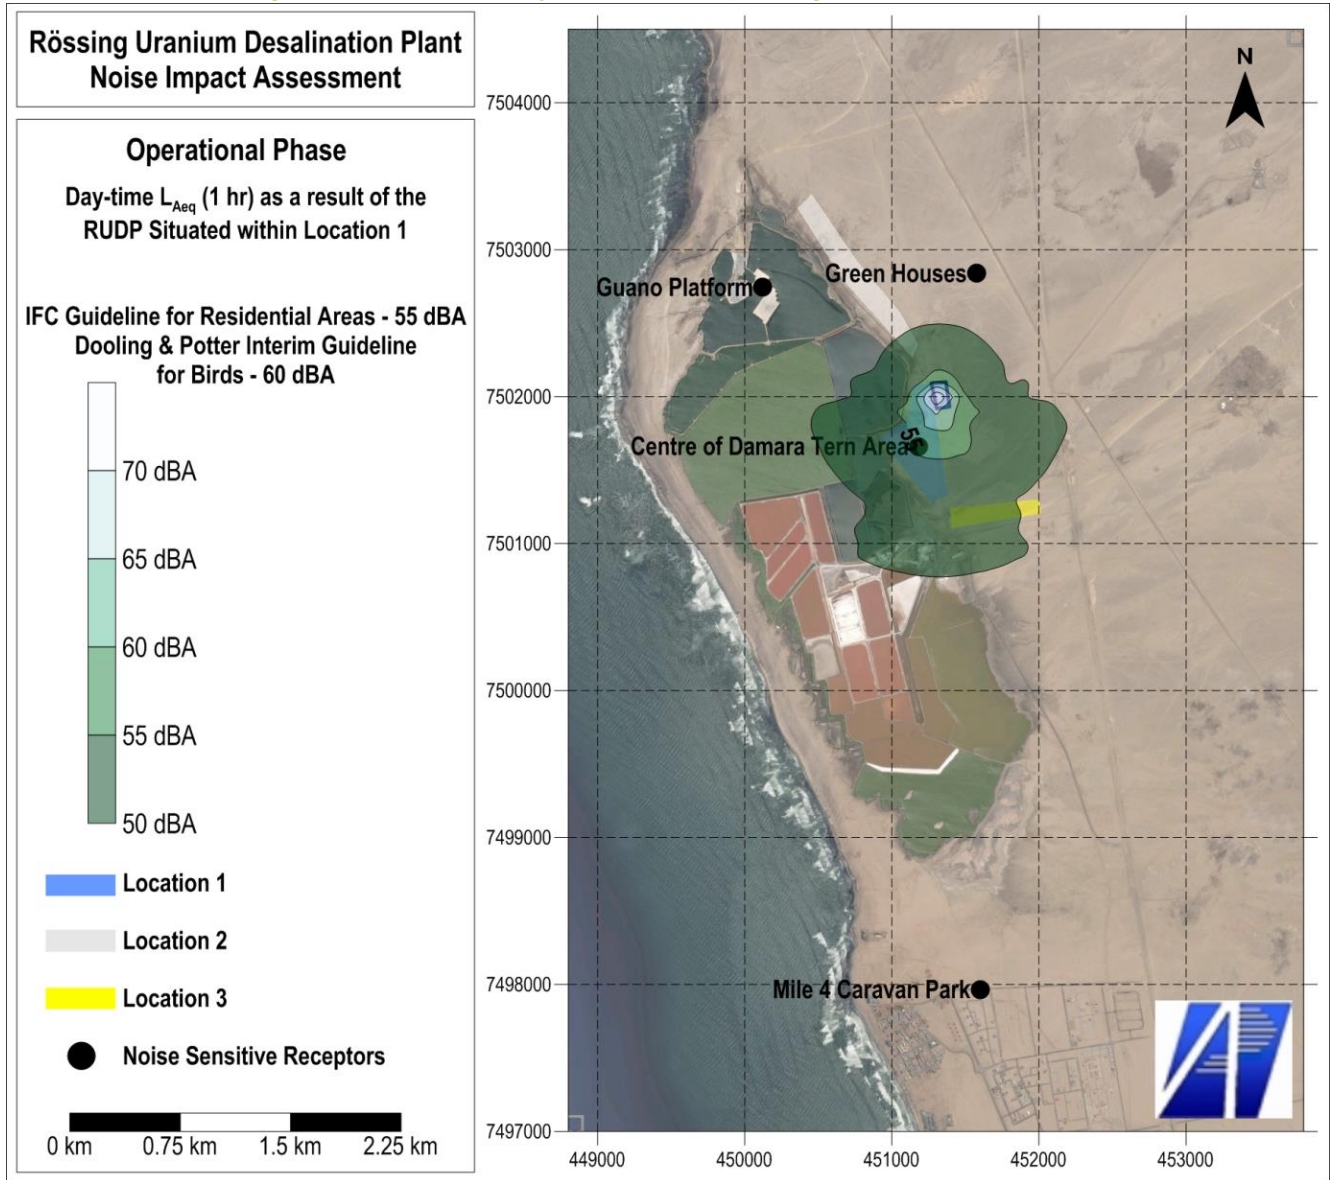 Rössing Uranium Desalination Plant
Noise Impact Assessment
Operational Phase
Day-time LAeq (1 hr) as a result of the
RUDP Situated within Location 1
IFC Guideline for Residential Areas - 55 dBA
Dooling & Potter Interim Guideline
for Birds - 60 dBA
70 dBA
65 dBA
60 dBA
55 dBA
50 dBA
Location 1
Location 2
Location 3
Noise Sensitive Receptors
0 km 0.75 km 1.5 km 2.25 km
N
7504000
7503000
7502000
7501000
7500000
7499000
7498000
7497000
Guano Platform
Green Houses
Centre of Damara Tern Area
Mile 4 Caravan Park
449000 450000 451000 452000 453000